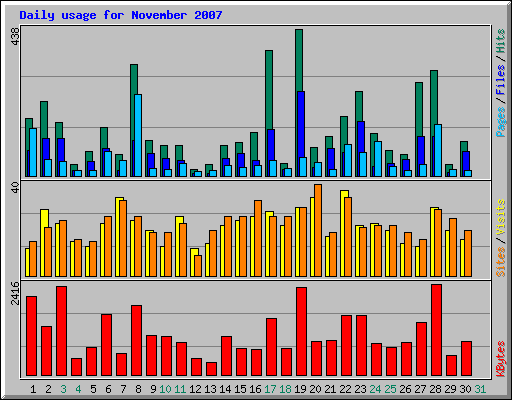 Daily usage for November 2007
438
Pages / Files / Hits
40
Sites / Visits
2416
KBytes
1 2 3 4 5 6 7 8 9 10 11 12 13 14 15 16 17 18 19 20 21 22 23 24 25 26 27 28 29 30 31